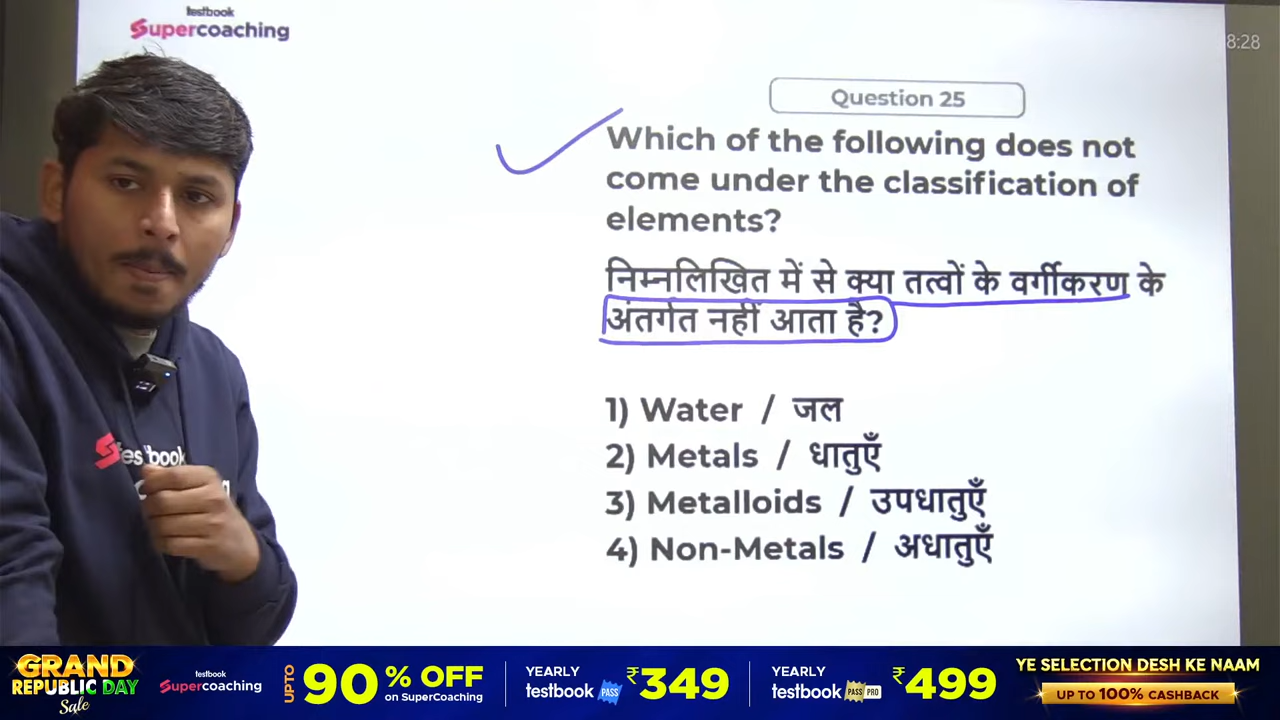 testbook
Supercoaching
8:28
Question 25
Which of the following does not
come under the classification of
elements?
निम्नलिखित में से क्या तत्वों के वर्गीकरण के
अंतर्गत नहीं आता है?
1) Water / जल
2) Metals / धातुएँ
3) Metalloids / उपधातुएँ
4) Non-Metals / अधातुएँ
testbook
GRAND
REPUBLIC DAY
Sale
testbook
Supercoaching
UPTO 90% OFF
on SuperCoaching
YEARLY
testbook PASS
₹349
YEARLY
testbook PASS PRO
₹499
YE SELECTION DESH KE NAAM
UP TO 100% CASHBACK